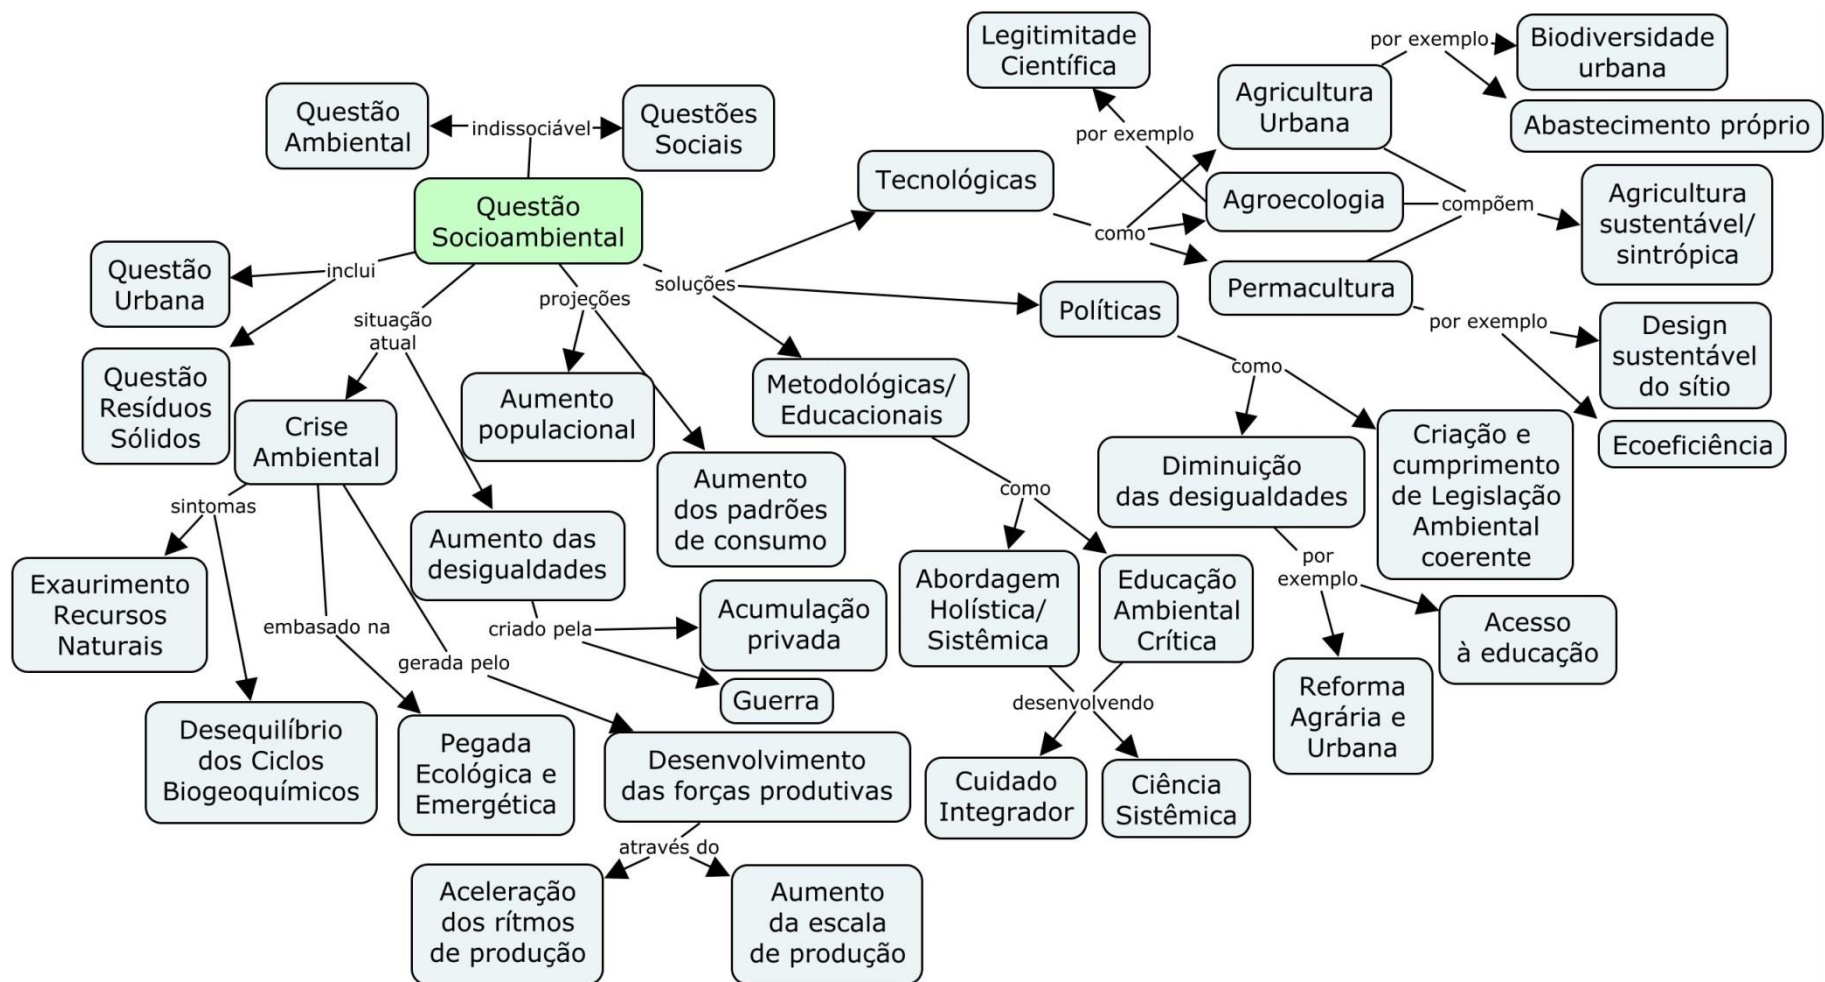 Legitimitade
Científica
por exemplo
Biodiversidade
urbana
Agricultura
Urbana
Abastecimento próprio
Questão
Ambiental
indissociável
Questões
Sociais
por exemplo
Tecnológicas
Agroecologia
compõem
Agricultura
sustentável/
sintrópica
Questão
Socioambiental
como
Questão
Urbana
inclui
projeções
soluções
Permacultura
Políticas
por exemplo
Design
sustentável
do sítio
situação
atual
Questão
Resíduos
Sólidos
Aumento
populacional
Metodológicas/
Educacionais
como
Crise
Ambiental
Criação e
cumprimento
de Legislação
Ambiental
coerente
Ecoeficiência
Diminuição
das desigualdades
Aumento
dos padrões
de consumo
como
sintomas
Aumento das
desigualdades
por
exemplo
Exaurimento
Recursos
Naturais
Abordagem
Holística/
Sistêmica
Educação
Ambiental
Crítica
Acumulação
privada
Acesso
à educação
embasado na
criado pela
gerada pelo
Guerra
desenvolvendo
Reforma
Agrária e
Urbana
Desequilíbrio
dos Ciclos
Biogeoquímicos
Pegada
Ecológica e
Emergética
Desenvolvimento
das forças produtivas
Cuidado
Integrador
Ciência
Sistêmica
através do
Aceleração
dos rítmos
de produção
Aumento
da escala
de produção